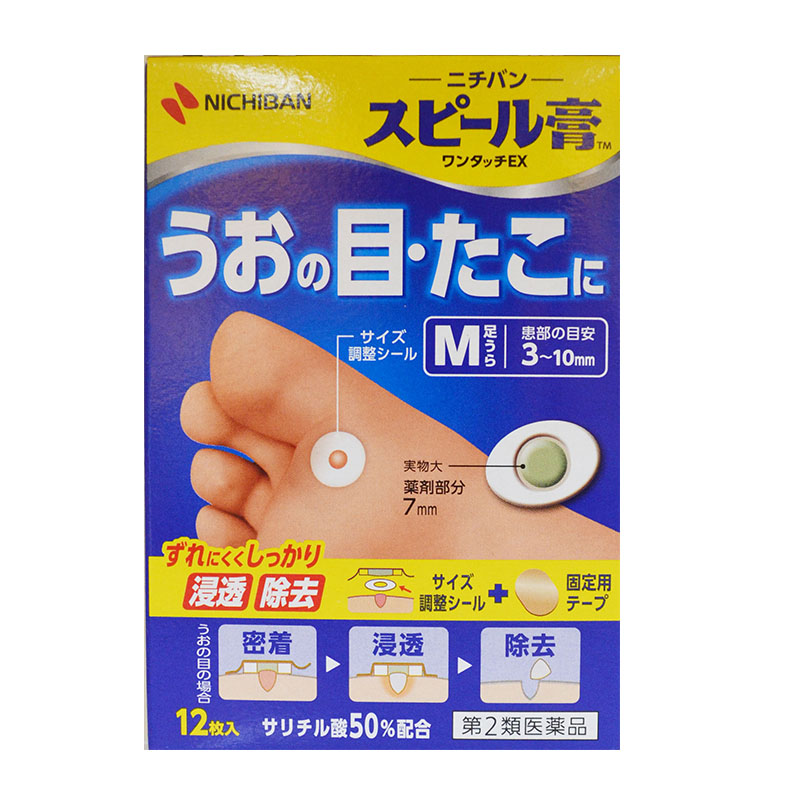 NICHIBAN
ニチバン
スピール膏™
ワンタッチEX
うおの目・たこに
サイズ
調整シール
M 足うら 患部の目安
3〜10mm
実物大
薬剤部分
7mm
ずれにくくしっかり
浸透 除去
サイズ
調整シール
+
固定用
テープ
うおの目の場合
密着
浸透
除去
12枚入
サリチル酸50%配合
第2類医薬品